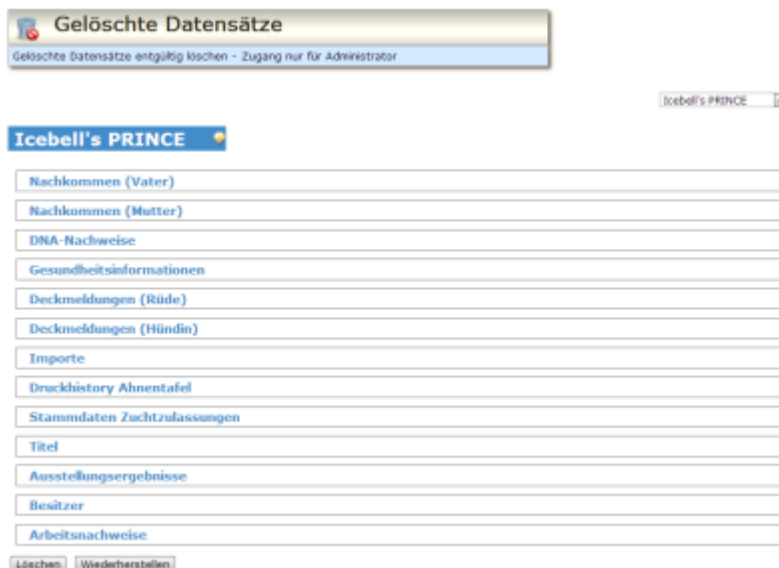 Gelöschte Datensätze
Gelöschte Datensätze entgültig löschen - Zugang nur für Administrator
Icebell's PRINCE
Icebell's PRINCE
Nachkommen (Vater)
Nachkommen (Mutter)
DNA-Nachweise
Gesundheitsinformationen
Deckmeldungen (Rüde)
Deckmeldungen (Hündin)
Importe
Druckhistory Ahnentafel
Stammdaten Zuchtzulassungen
Titel
Ausstellungsergebnisse
Besitzer
Arbeitsnachweise
Löschen Wiederherstellen